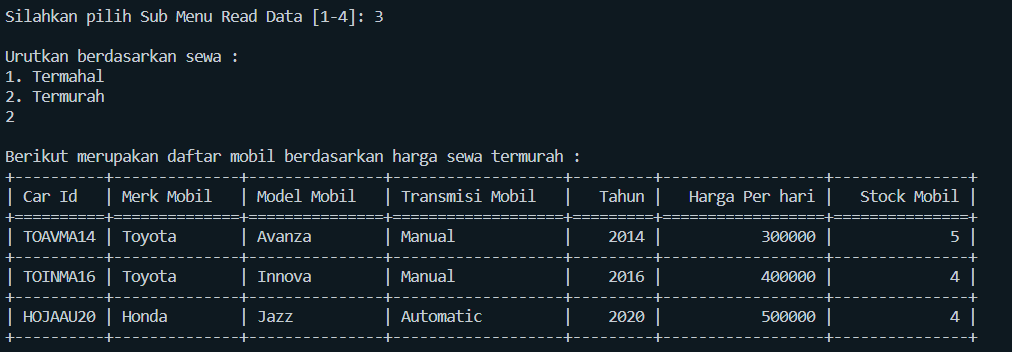 Silahkan pilih Sub Menu Read Data [1-4]: 3
Urutkan berdasarkan sewa :
1. Termahal
2. Termurah
2
Berikut merupakan daftar mobil berdasarkan harga sewa termurah :
+----------+--------------+---------------+-------------------+---------+------------------+---------------+
| Car Id   | Merk Mobil   | Model Mobil   | Transmisi Mobil   |   Tahun |   Harga Per hari |   Stock Mobil |
+==========+==============+===============+===================+=========+==================+===============+
| TOAVMA14 | Toyota       | Avanza        | Manual            |    2014 |           300000 |             5 |
+----------+--------------+---------------+-------------------+---------+------------------+---------------+
| TOINMA16 | Toyota       | Innova        | Manual            |    2016 |           400000 |             4 |
+----------+--------------+---------------+-------------------+---------+------------------+---------------+
| HOJAAU20 | Honda        | Jazz          | Automatic         |    2020 |           500000 |             4 |
+----------+--------------+---------------+-------------------+---------+------------------+---------------+